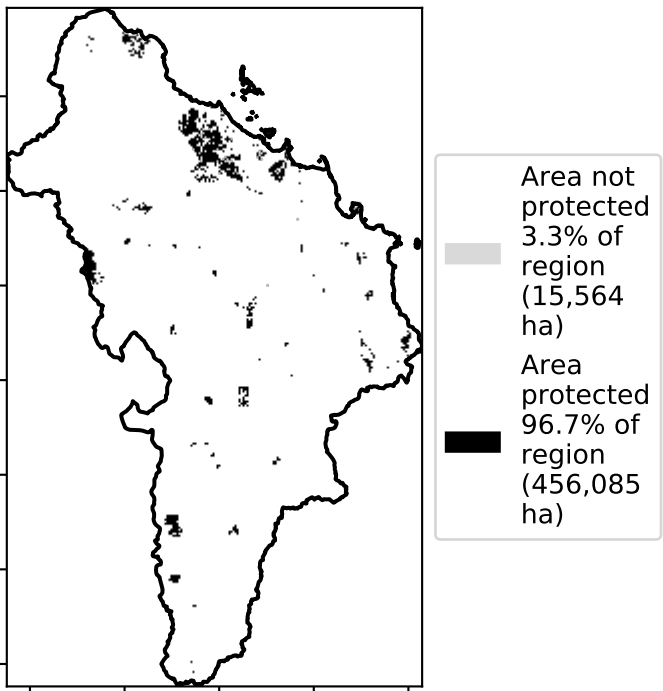 Area not
protected
3.3% of
region
(15,564
ha)
Area
protected
96.7% of
region
(456,085
ha)